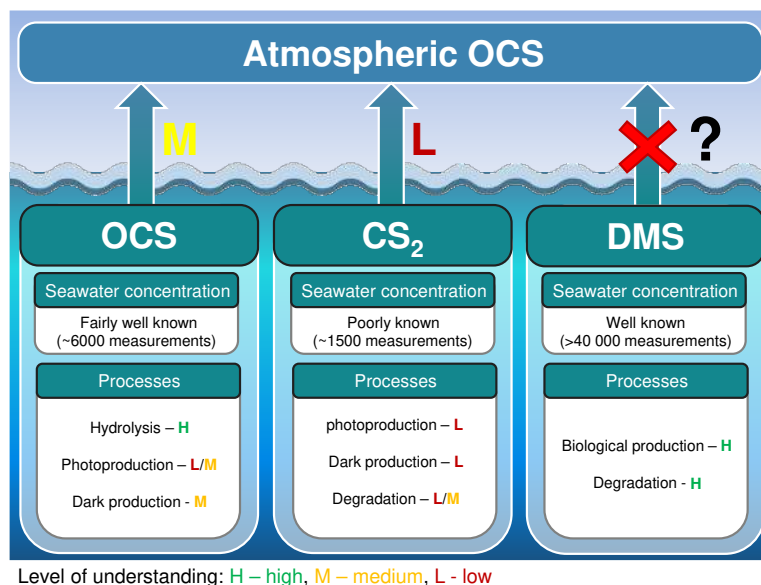 Atmospheric OCS
M
L
?
OCS
Seawater concentration
Fairly well known
(~6000 measurements)
Processes
Hydrolysis – H
Photoproduction – L/M
Dark production - M
CS₂
Seawater concentration
Poorly known
(~1500 measurements)
Processes
photoproduction – L
Dark production – L
Degradation – L/M
DMS
Seawater concentration
Well known
(>40 000 measurements)
Processes
Biological production – H
Degradation - H
Level of understanding: H – high, M – medium, L - low